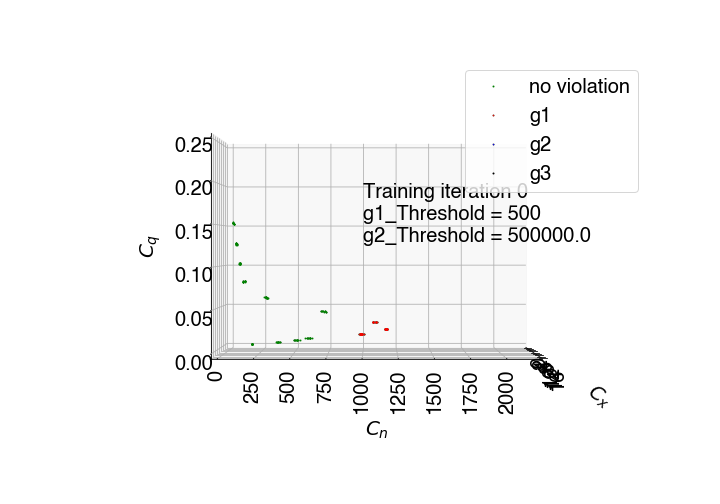 no violation
g1
g2
g3
Training iteration 0
g1_Threshold = 500
g2_Threshold = 500000.0
0.25
0.20
0.15
0.10
0.05
0.00
C_q
0
250
500
750
1000
1250
1500
1750
2000
C_n
C_x